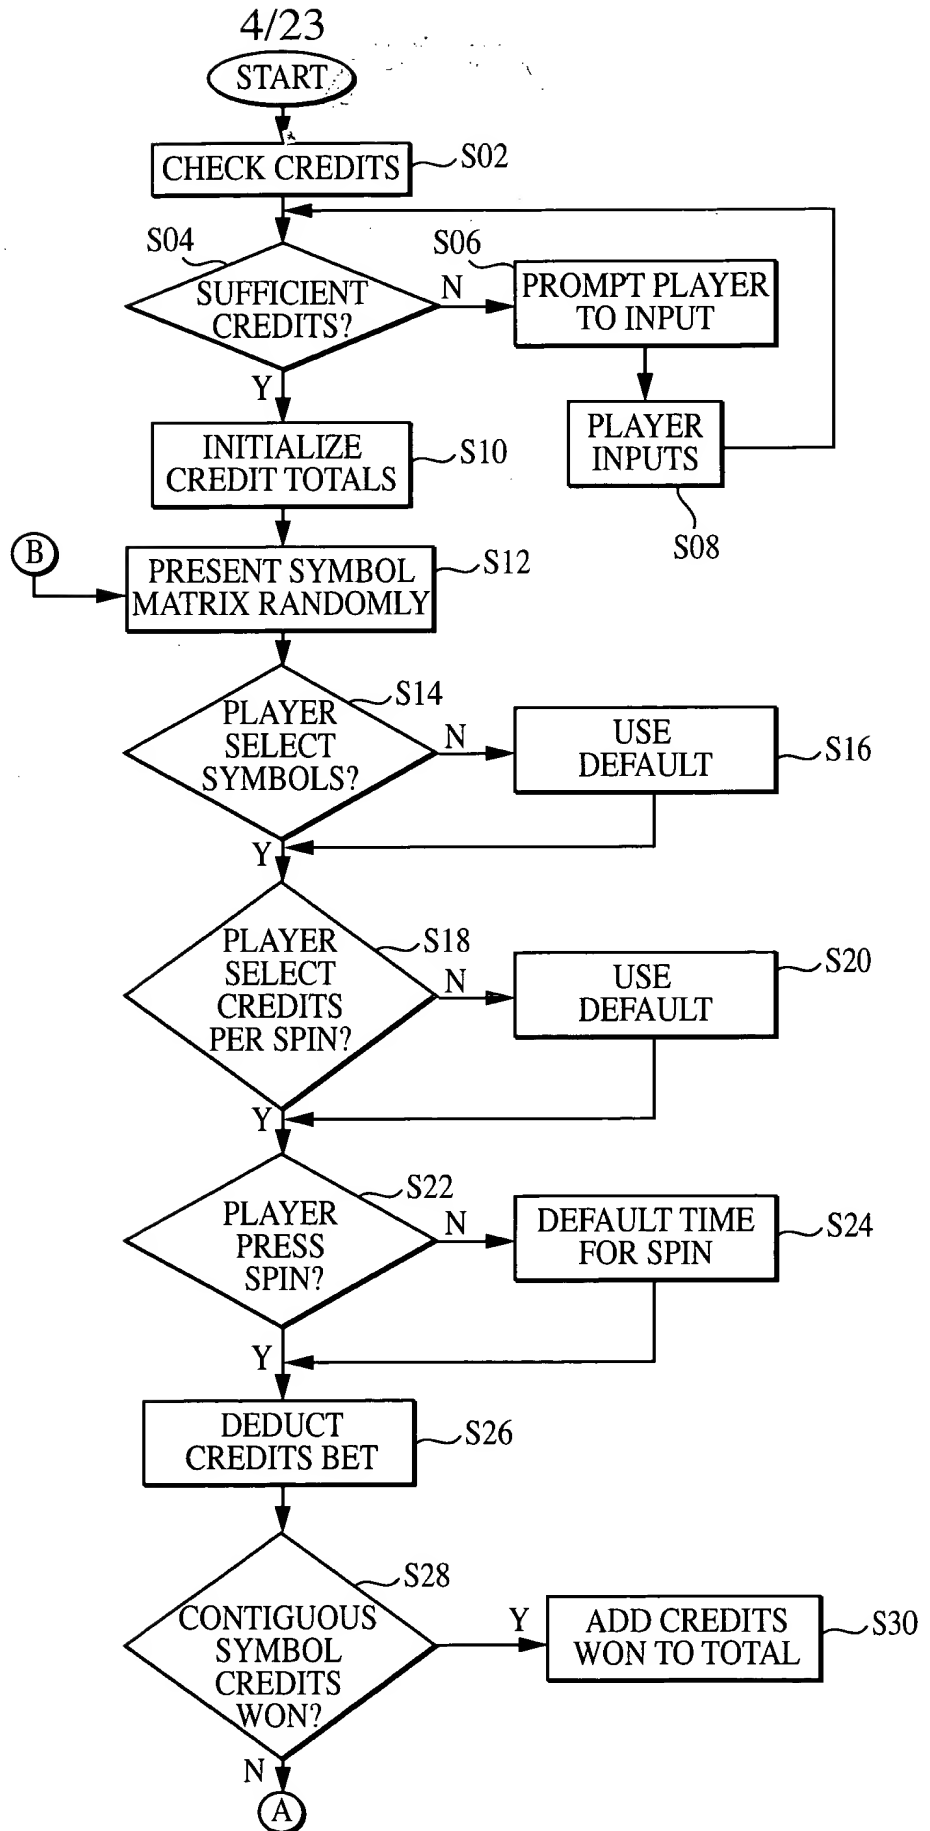 4/23
START
CHECK CREDITS
S02
S04
SUFFICIENT
CREDITS?
N
S06
PROMPT PLAYER
TO INPUT
Y
PLAYER
INPUTS
S08
INITIALIZE
CREDIT TOTALS
S10
B
PRESENT SYMBOL
MATRIX RANDOMLY
S12
PLAYER
SELECT
SYMBOLS?
S14
N
USE
DEFAULT
S16
Y
PLAYER
SELECT
CREDITS
PER SPIN?
S18
N
USE
DEFAULT
S20
Y
PLAYER
PRESS
SPIN?
S22
N
DEFAULT TIME
FOR SPIN
S24
Y
DEDUCT
CREDITS BET
S26
CONTIGUOUS
SYMBOL
CREDITS
WON?
S28
Y
ADD CREDITS
WON TO TOTAL
S30
N
A